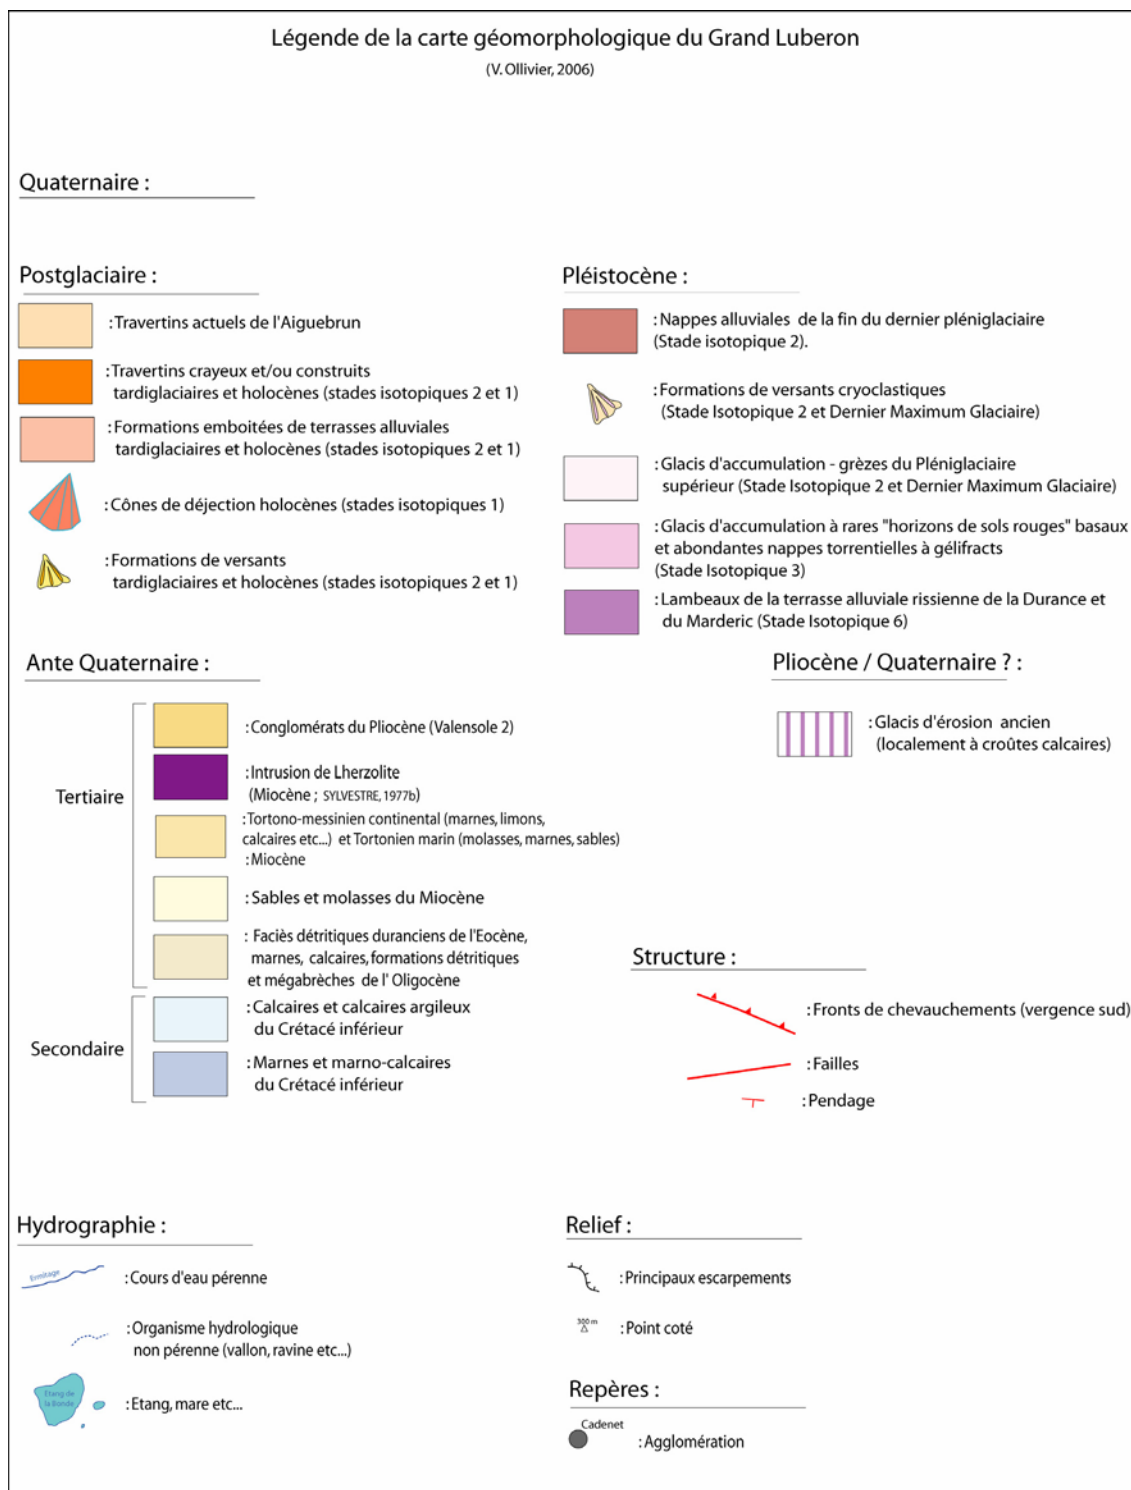 Légende de la carte géomorphologique du Grand Luberon
(V. Ollivier, 2006)
Quaternaire :
Postglaciaire :
: Travertins actuels de l'Aiguebrun
: Travertins crayeux et/ou construits
tardiglaciaires et holocènes (stades isotopiques 2 et 1)
: Formations emboitées de terrasses alluviales
tardiglaciaires et holocènes (stades isotopiques 2 et 1)
: Cônes de déjection holocènes (stades isotopiques 1)
: Formations de versants
tardiglaciaires et holocènes (stades isotopiques 2 et 1)
Pléistocène :
: Nappes alluviales de la fin du dernier pléniglaciaire
(Stade isotopique 2).
: Formations de versants cryoclastiques
(Stade Isotopique 2 et Dernier Maximum Glaciaire)
: Glacis d'accumulation - grèzes du Pléniglaciaire
supérieur (Stade Isotopique 2 et Dernier Maximum Glaciaire)
: Glacis d'accumulation à rares "horizons de sols rouges" basaux
et abondantes nappes torrentielles à gélifracts
(Stade Isotopique 3)
: Lambeaux de la terrasse alluviale rissienne de la Durance et
du Marderic (Stade Isotopique 6)
Ante Quaternaire :
Tertiaire
: Conglomérats du Pliocène (Valensole 2)
: Intrusion de Lherzolite
(Miocène ; SYLVESTRE, 1977b)
: Tortono-messinien continental (marnes, limons,
calcaires etc...) et Tortonien marin (molasses, marnes, sables)
: Miocène
: Sables et molasses du Miocène
: Faciès détritiques duranciens de l'Eocène,
marnes, calcaires, formations détritiques
et mégabrèches de l' Oligocène
Secondaire
: Calcaires et calcaires argileux
du Crétacé inférieur
: Marnes et marno-calcaires
du Crétacé inférieur
Pliocène / Quaternaire ? :
: Glacis d'érosion ancien
(localement à croûtes calcaires)
Structure :
: Fronts de chevauchements (vergence sud)
: Failles
: Pendage
Hydrographie :
Ermitage
: Cours d'eau pérenne
: Organisme hydrologique
non pérenne (vallon, ravine etc...)
Etang de
la Bonde
: Etang, mare etc...
Relief :
: Principaux escarpements
300 m
: Point coté
Repères :
Cadenet
: Agglomération